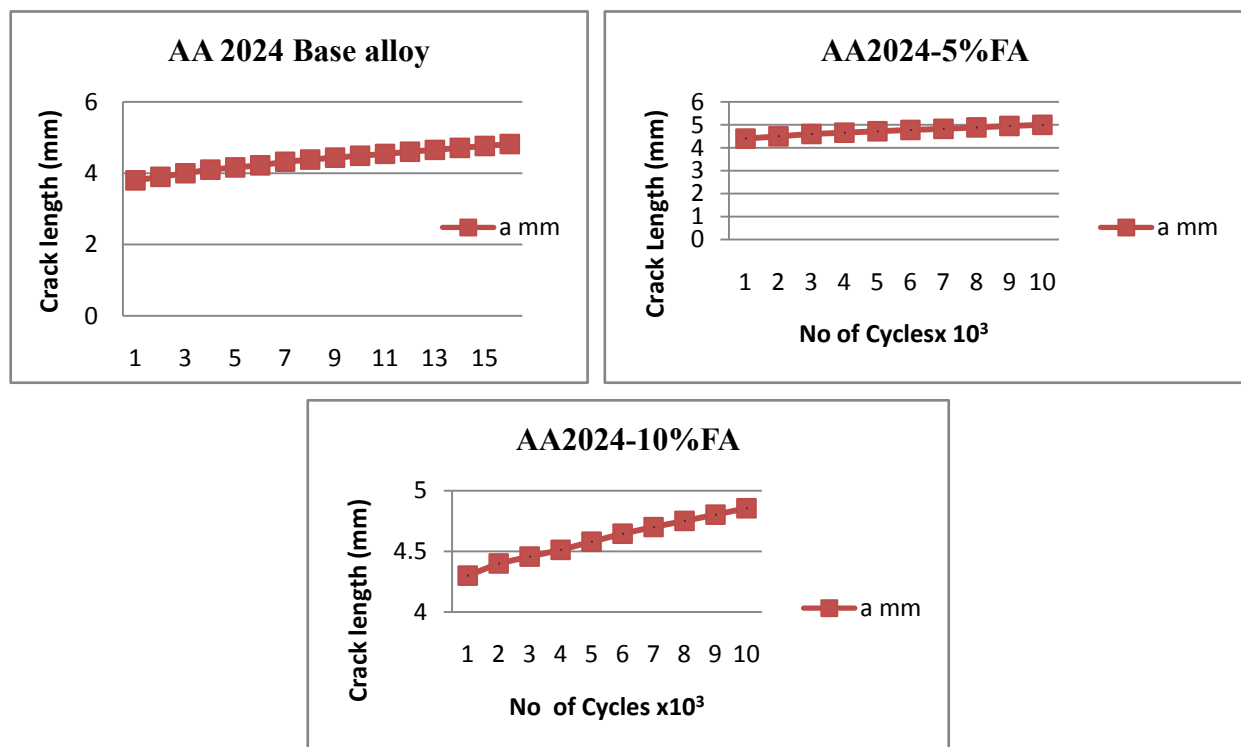 AA 2024 Base alloy
Crack length (mm)
6
4
2
0
1 3 5 7 9 11 13 15
a mm
AA2024-5%FA
Crack Length (mm)
6
5
4
3
2
1
0
1 2 3 4 5 6 7 8 9 10
No of Cyclesx 10³
a mm
AA2024-10%FA
Crack length (mm)
5
4.5
4
1 2 3 4 5 6 7 8 9 10
No of Cycles x10³
a mm